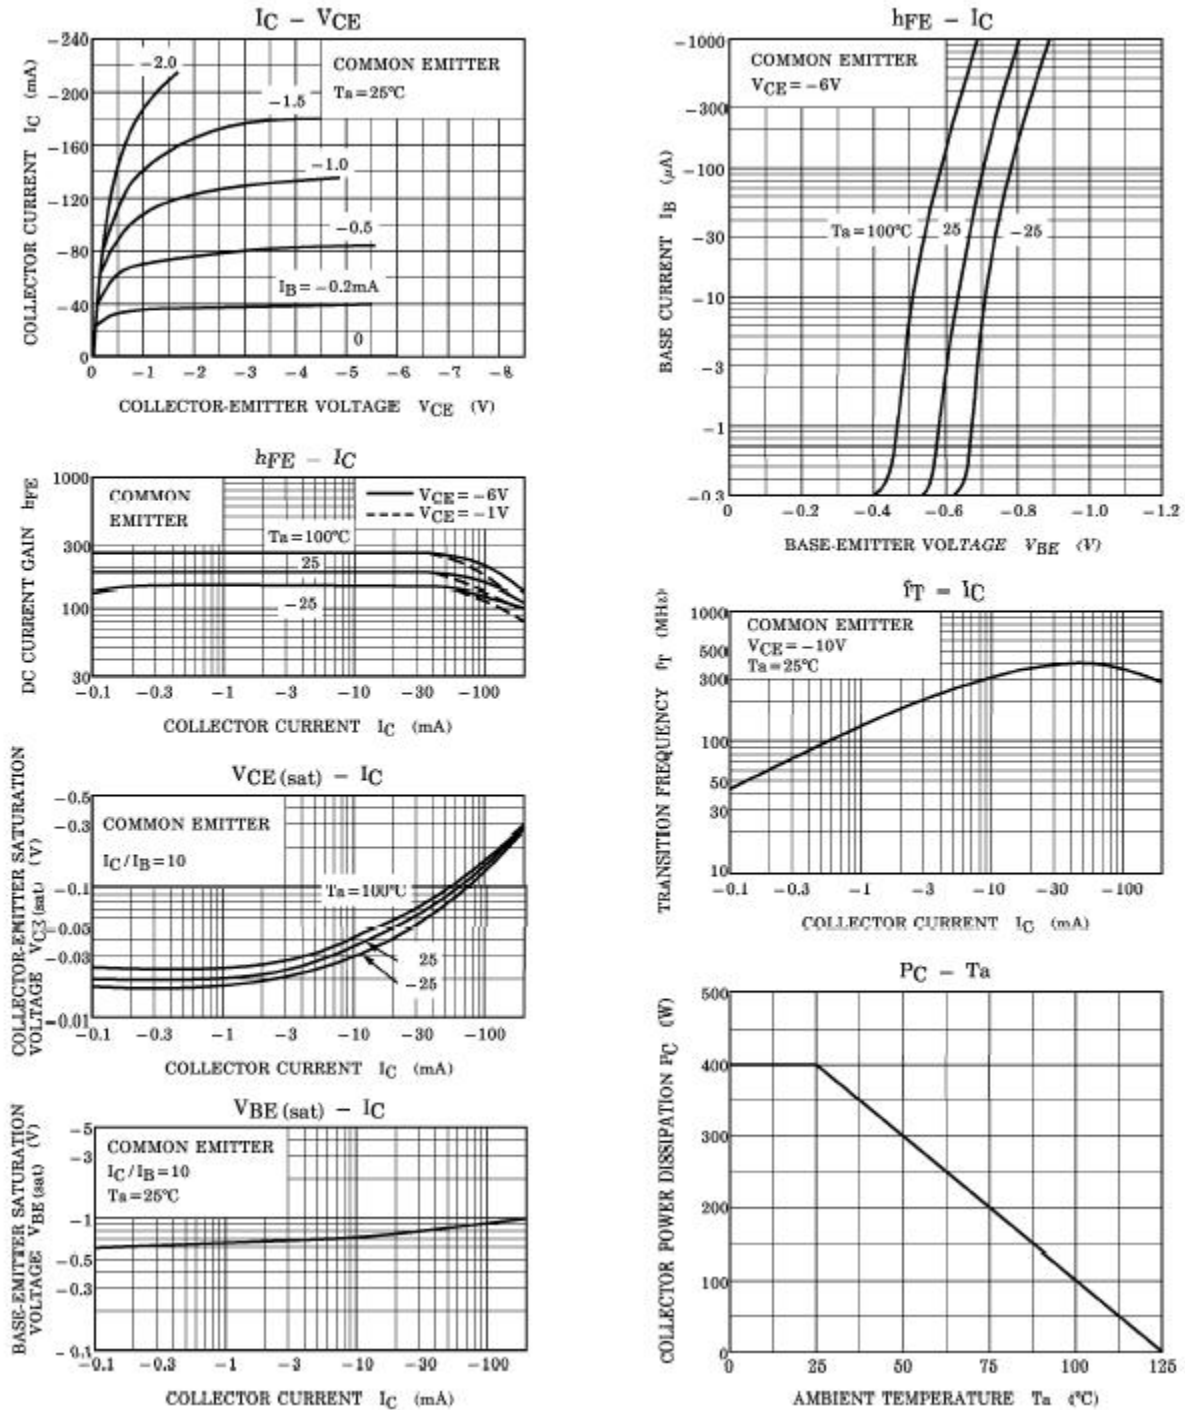 IC – VCE
COLLECTOR CURRENT IC (mA)
-240
-200
-160
-120
-80
-40
0
COMMON EMITTER
Ta=25°C
-2.0
-1.5
-1.0
-0.5
IB=-0.2mA
0
0 -1 -2 -3 -4 -5 -6 -7 -8
COLLECTOR-EMITTER VOLTAGE VCE (V)
hFE – IC
DC CURRENT GAIN hFE
1000
300
100
30
COMMON
EMITTER
VCE=-6V
VCE=-1V
Ta=100°C
25
-25
-0.1 -0.3 -1 -3 -10 -30 -100
COLLECTOR CURRENT IC (mA)
VCE(sat) – IC
COLLECTOR-EMITTER SATURATION
VOLTAGE VCE(sat) (V)
-0.5
-0.3
-0.1
-0.03
-0.03
-0.01
COMMON EMITTER
IC/IB=10
Ta=100°C
25
-25
-0.1 -0.3 -1 -3 -10 -30 -100
COLLECTOR CURRENT IC (mA)
VBE(sat) – IC
BASE-EMITTER SATURATION
VOLTAGE VBE(sat) (V)
-5
-3
-1
-0.5
-0.3
-0.1
COMMON EMITTER
IC/IB=10
Ta=25°C
-0.1 -0.3 -1 -3 -10 -30 -100
COLLECTOR CURRENT IC (mA)
hFE – IC
BASE CURRENT IB (μA)
-1000
-300
-100
-30
-10
-3
-1
-0.3
COMMON EMITTER
VCE=-6V
Ta=100°C 25 -25
0 -0.2 -0.4 -0.6 -0.8 -1.0 -1.2
BASE-EMITTER VOLTAGE VBE (V)
fT – IC
TRANSITION FREQUENCY fT (MHz)
1000
500
300
100
50
30
10
COMMON EMITTER
VCE=-10V
Ta=25°C
-0.1 -0.3 -1 -3 -10 -30 -100
COLLECTOR CURRENT IC (mA)
PC – Ta
COLLECTOR POWER DISSIPATION PC (W)
500
400
300
200
100
0
0 25 50 75 100 125
AMBIENT TEMPERATURE Ta (°C)